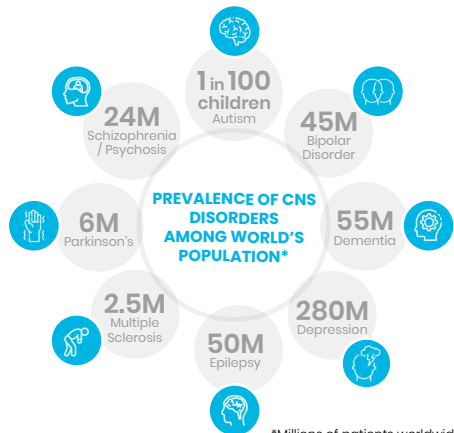 1 in 100
children
Autism
45M
Bipolar
Disorder
55M
Dementia
280M
Depression
50M
Epilepsy
2.5M
Multiple
Sclerosis
6M
Parkinson's
24M
Schizophrenia
/ Psychosis
PREVALENCE OF CNS
DISORDERS
AMONG WORLD'S
POPULATION*
*Millions of patients